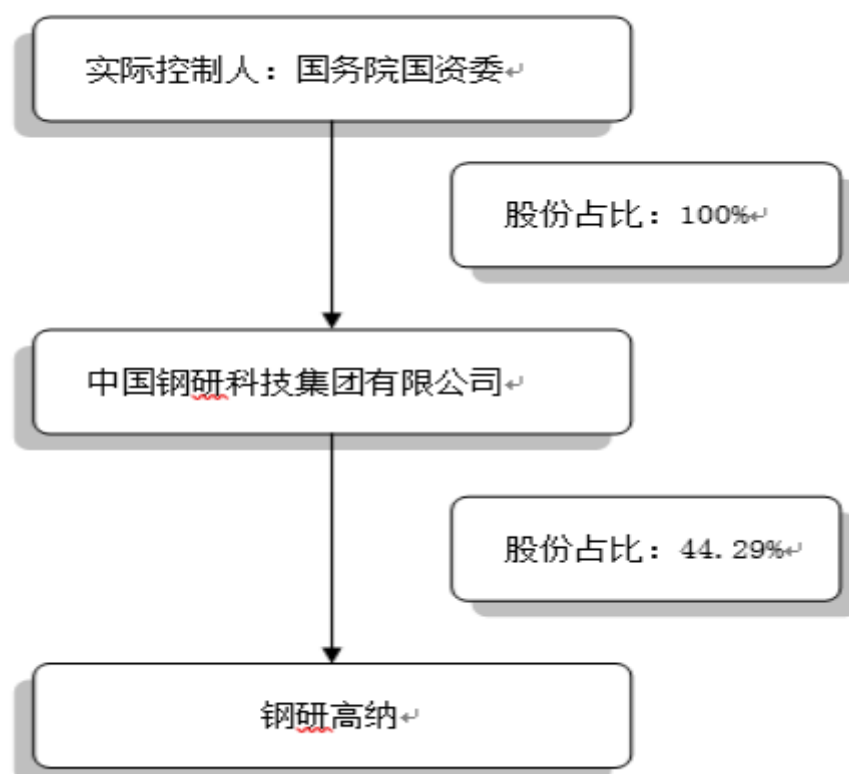 实际控制人：国务院国资委
股份占比：100%
中国钢研科技集团有限公司
股份占比：44.29%
钢研高纳